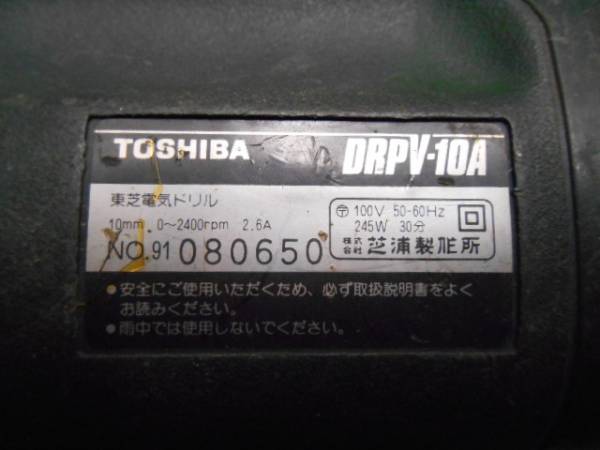 TOSHIBA DRPV-10A
東芝電気ドリル
10mm 0～2400rpm 2.6A
NO.91 080650
〒 100V 50-60Hz
245W 30分
株式会社 芝浦製作所
●安全にご使用いただくため、必ず取扱説明書をよく
お読みください。
●雨中では使用しないでください。